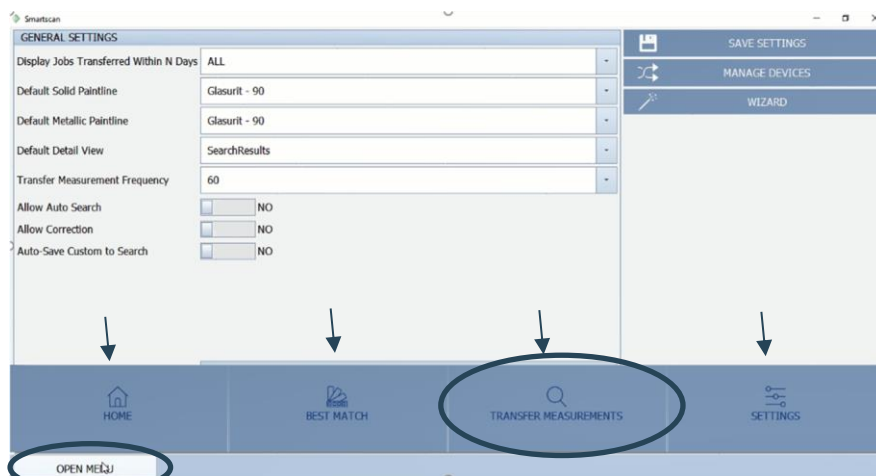 Smartscan
GENERAL SETTINGS
Display Jobs Transferred Within N Days ALL
Default Solid Paintline Glasurit - 90
Default Metallic Paintline Glasurit - 90
Default Detail View SearchResults
Transfer Measurement Frequency 60
Allow Auto Search NO
Allow Correction NO
Auto-Save Custom to Search NO
SAVE SETTINGS
MANAGE DEVICES
WIZARD
HOME
BEST MATCH
TRANSFER MEASUREMENTS
SETTINGS
OPEN MENU